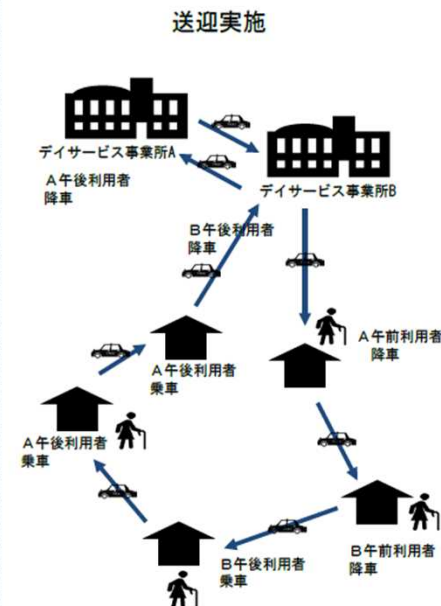 送迎実施
デイサービス事業所A
A午後利用者
降車
デイサービス事業所B
B午後利用者
降車
A午前利用者
降車
A午後利用者
乗車
A午後利用者
乗車
B午前利用者
降車
B午後利用者
乗車